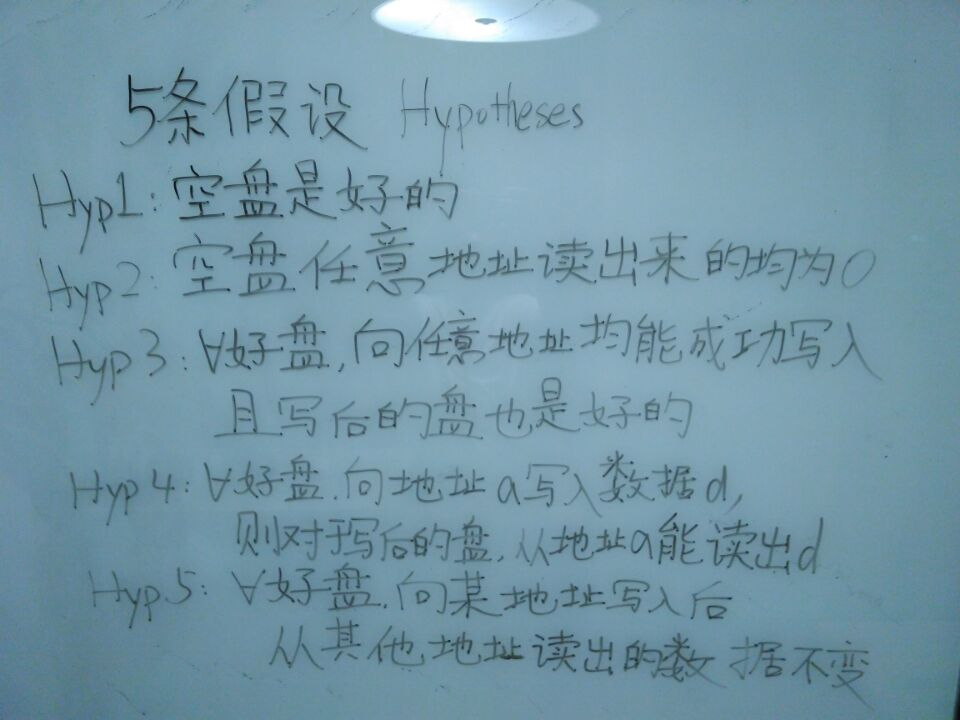 5条假设 Hypotheses
Hyp1: 空盘是好的
Hyp2: 空盘任意地址读出来的均为0
Hyp3: ∀好盘,向任意地址均能成功写入
且写后的盘也是好的
Hyp4: ∀好盘,向地址a写入数据d,
则对于写后的盘,从地址a能读出d
Hyp5: ∀好盘,向某地址写入后
从其他地址读出的数据不变